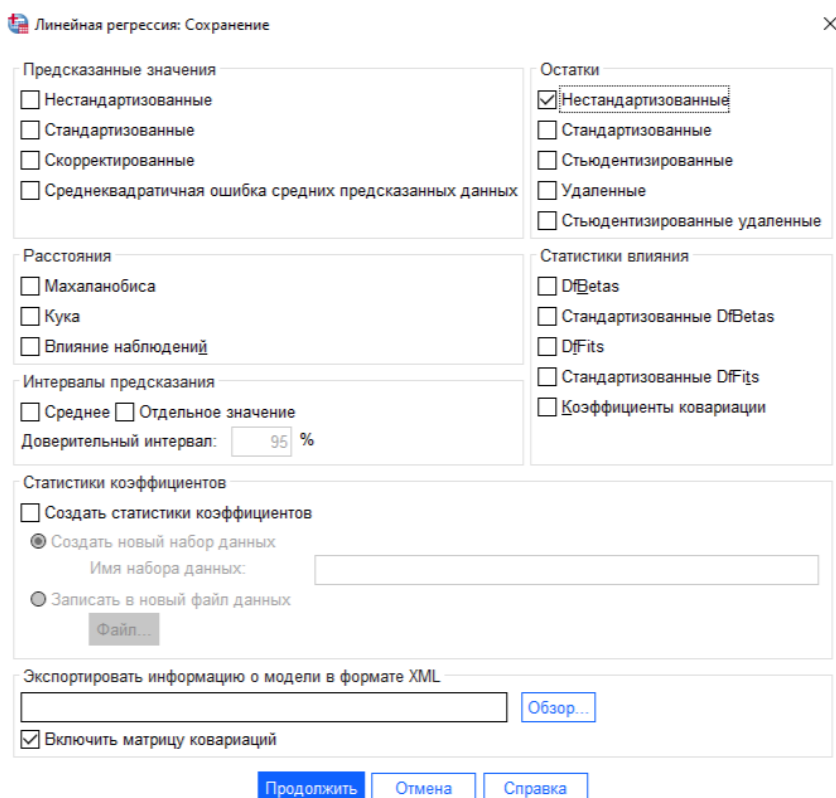 Линейная регрессия: Сохранение
Предсказанные значения
Нестандартизованные
Стандартизованные
Скорректированные
Среднеквадратичная ошибка средних предсказанных данных
Остатки
Нестандартизованные
Стандартизованные
Стьюдентизированные
Удаленные
Стьюдентизированные удаленные
Расстояния
Махаланобиса
Кука
Влияние наблюдений
Статистики влияния
DfBetas
Стандартизованные DfBetas
DfFits
Стандартизованные DfFits
Коэффициенты ковариации
Интервалы предсказания
Среднее Отдельное значение
Доверительный интервал: 95 %
Статистики коэффициентов
Создать статистики коэффициентов
Создать новый набор данных
Имя набора данных:
Записать в новый файл данных
Файл...
Экспортировать информацию о модели в формате XML
Обзор...
Включить матрицу ковариаций
Продолжить Отмена Справка